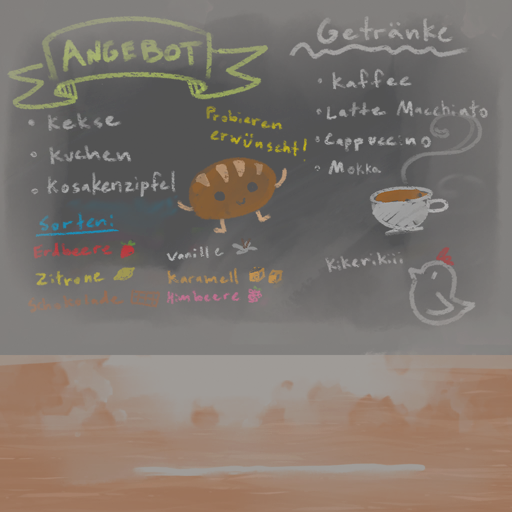 ANGEBOT
Kekse
Kuchen
Kosakenzipfel
Probieren
erwünscht!
Sorten:
Erdbeere
Zitrone
Schokolade
Vanille
Karamell
Himbeere
Getränke
Kaffee
Latte Macchiato
Cappuccino
Mokka
Kikerikiii